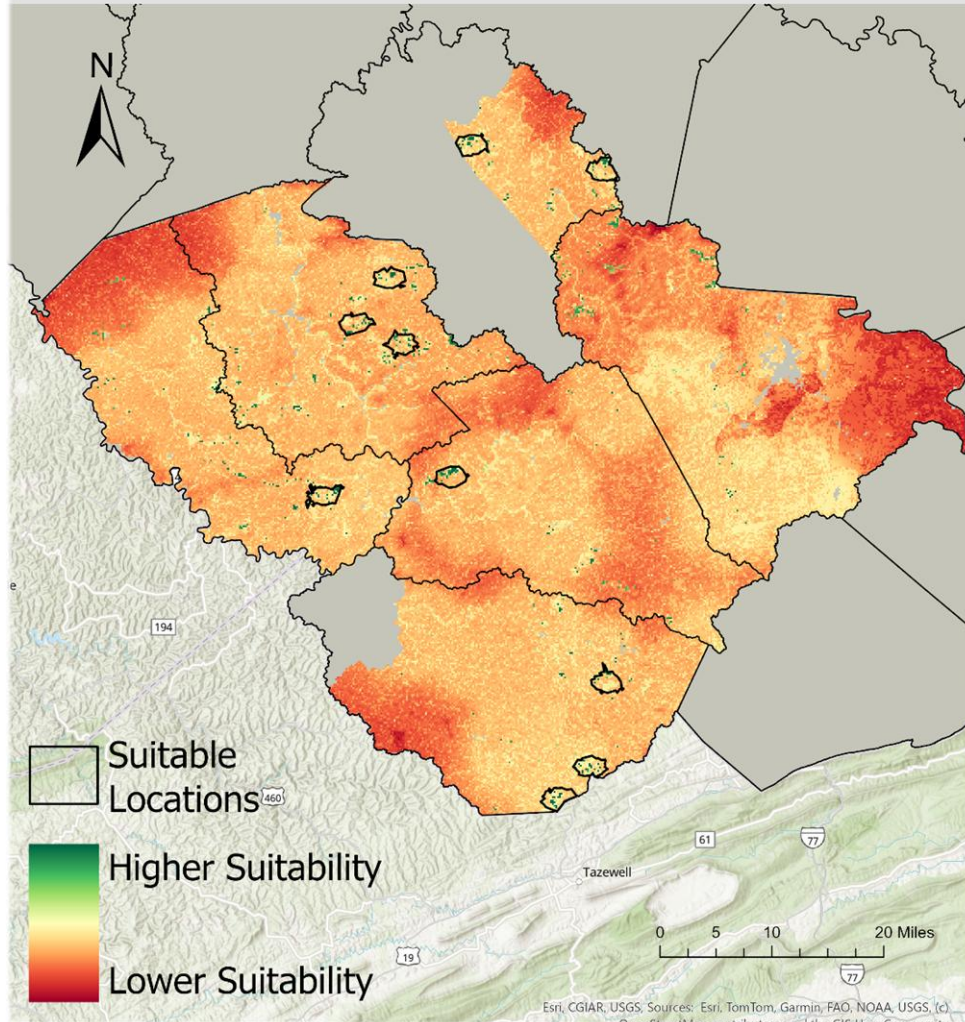 N
e
194
Suitable
Locations
460
Higher Suitability
61
77
Tazewell
0 5 10 20 Miles
19
Lower Suitability
77
Esri, CGIAR, USGS, Sources: Esri, TomTom, Garmin, FAO, NOAA, USGS, (c)